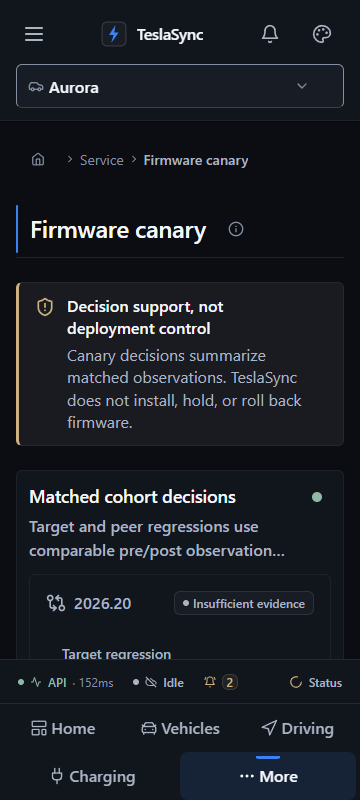 TeslaSync
Aurora
Service
Firmware canary
Firmware canary
Decision support, not
deployment control
Canary decisions summarize
matched observations. TeslaSync
does not install, hold, or roll back
firmware.
Matched cohort decisions
Target and peer regressions use
comparable pre/post observation...
2026.20
Insufficient evidence
Target regression
API · 152ms
Idle
2
Status
Home
Vehicles
Driving
Charging
More